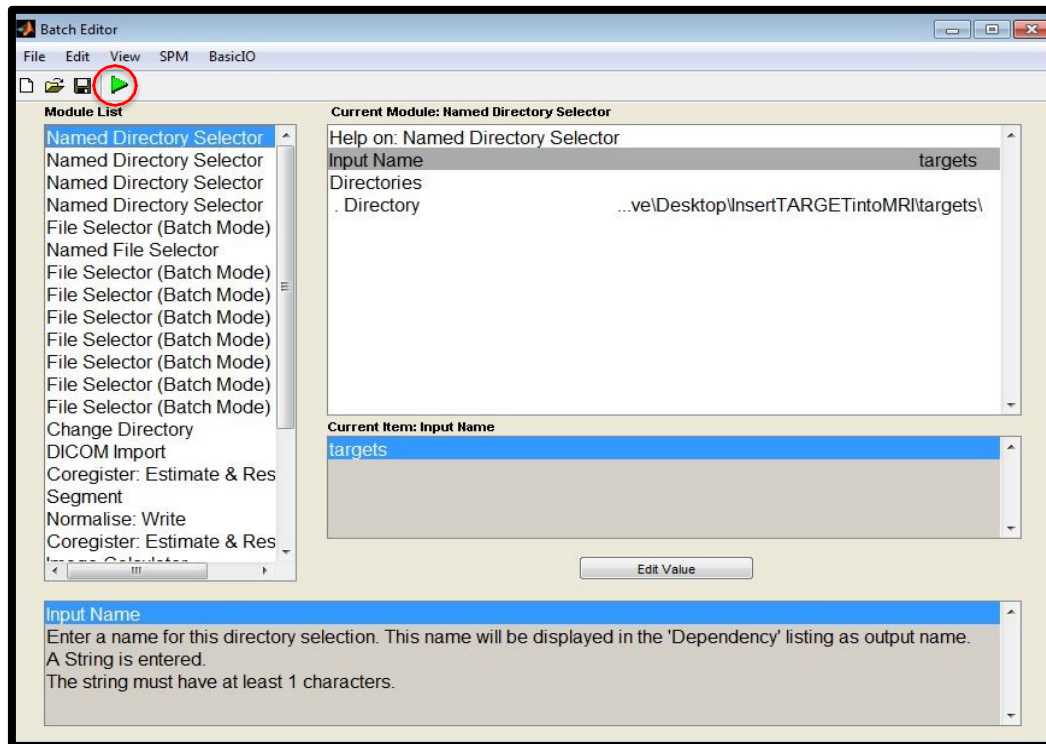 Batch Editor
File Edit View SPM BasicIO
Module List
Named Directory Selector
Named Directory Selector
Named Directory Selector
Named Directory Selector
File Selector (Batch Mode)
Named File Selector
File Selector (Batch Mode)
File Selector (Batch Mode)
File Selector (Batch Mode)
File Selector (Batch Mode)
File Selector (Batch Mode)
File Selector (Batch Mode)
File Selector (Batch Mode)
Change Directory
DICOM Import
Coregister: Estimate & Res
Segment
Normalise: Write
Coregister: Estimate & Res
Current Module: Named Directory Selector
Help on: Named Directory Selector
Input Name targets
Directories
. Directory ...ve\Desktop\InsertTARGETintoMRI\targets\
Current Item: Input Name
targets
Edit Value
Input Name
Enter a name for this directory selection. This name will be displayed in the 'Dependency' listing as output name.
A String is entered.
The string must have at least 1 characters.